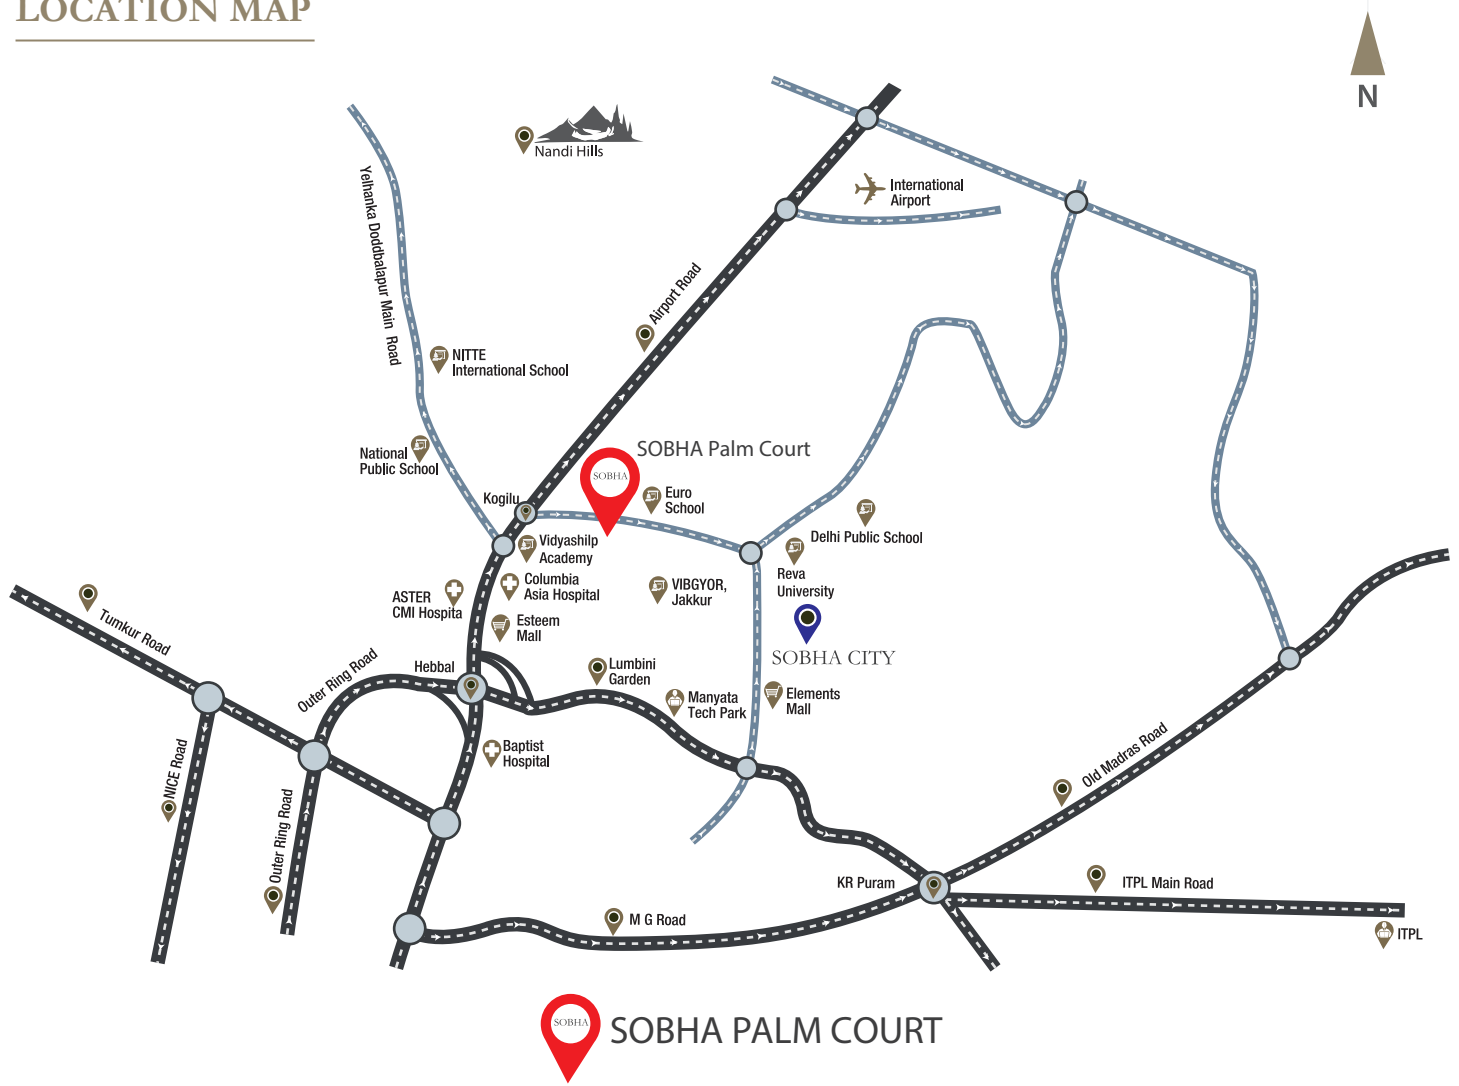 LOCATION MAP
N
Nandi Hills
International
Airport
Yelhanka Doddbalapur Main Road
Airport Road
NITTE
International School
National
Public School
SOBHA Palm Court
SOBHA
Kogilu
Euro
School
Delhi Public School
Vidyashilp
Academy
Reva
University
ASTER
CMI Hospita
Columbia
Asia Hospital
VIBGYOR,
Jakkur
Esteem
Mall
SOBHA CITY
Tumkur Road
Outer Ring Road
Hebbal
Lumbini
Garden
Manyata
Tech Park
Elements
Mall
Baptist
Hospital
NICE Road
Outer Ring Road
Old Madras Road
KR Puram
ITPL Main Road
M G Road
ITPL
SOBHA
SOBHA PALM COURT